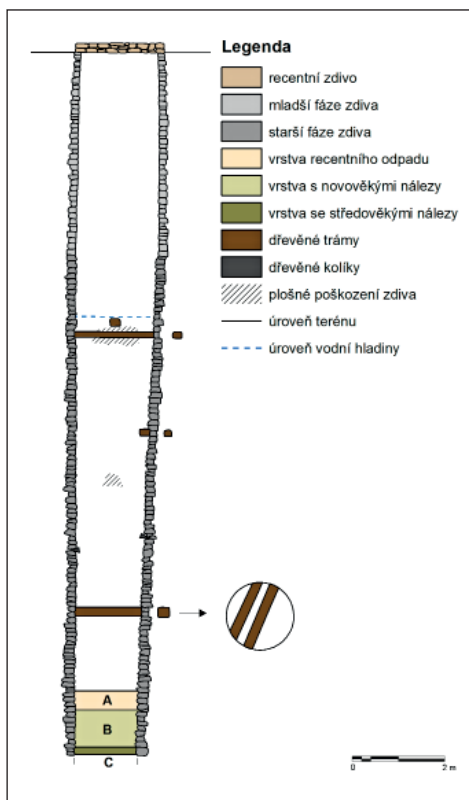 Legenda
recentní zdivo
mladší fáze zdiva
starší fáze zdiva
vrstva recentního odpadu
vrstva s novověkými nálezy
vrstva se středověkými nálezy
dřevěné trámy
dřevěné kolíky
plošné poškození zdiva
úroveň terénu
úroveň vodní hladiny
A
B
C
0 2 m